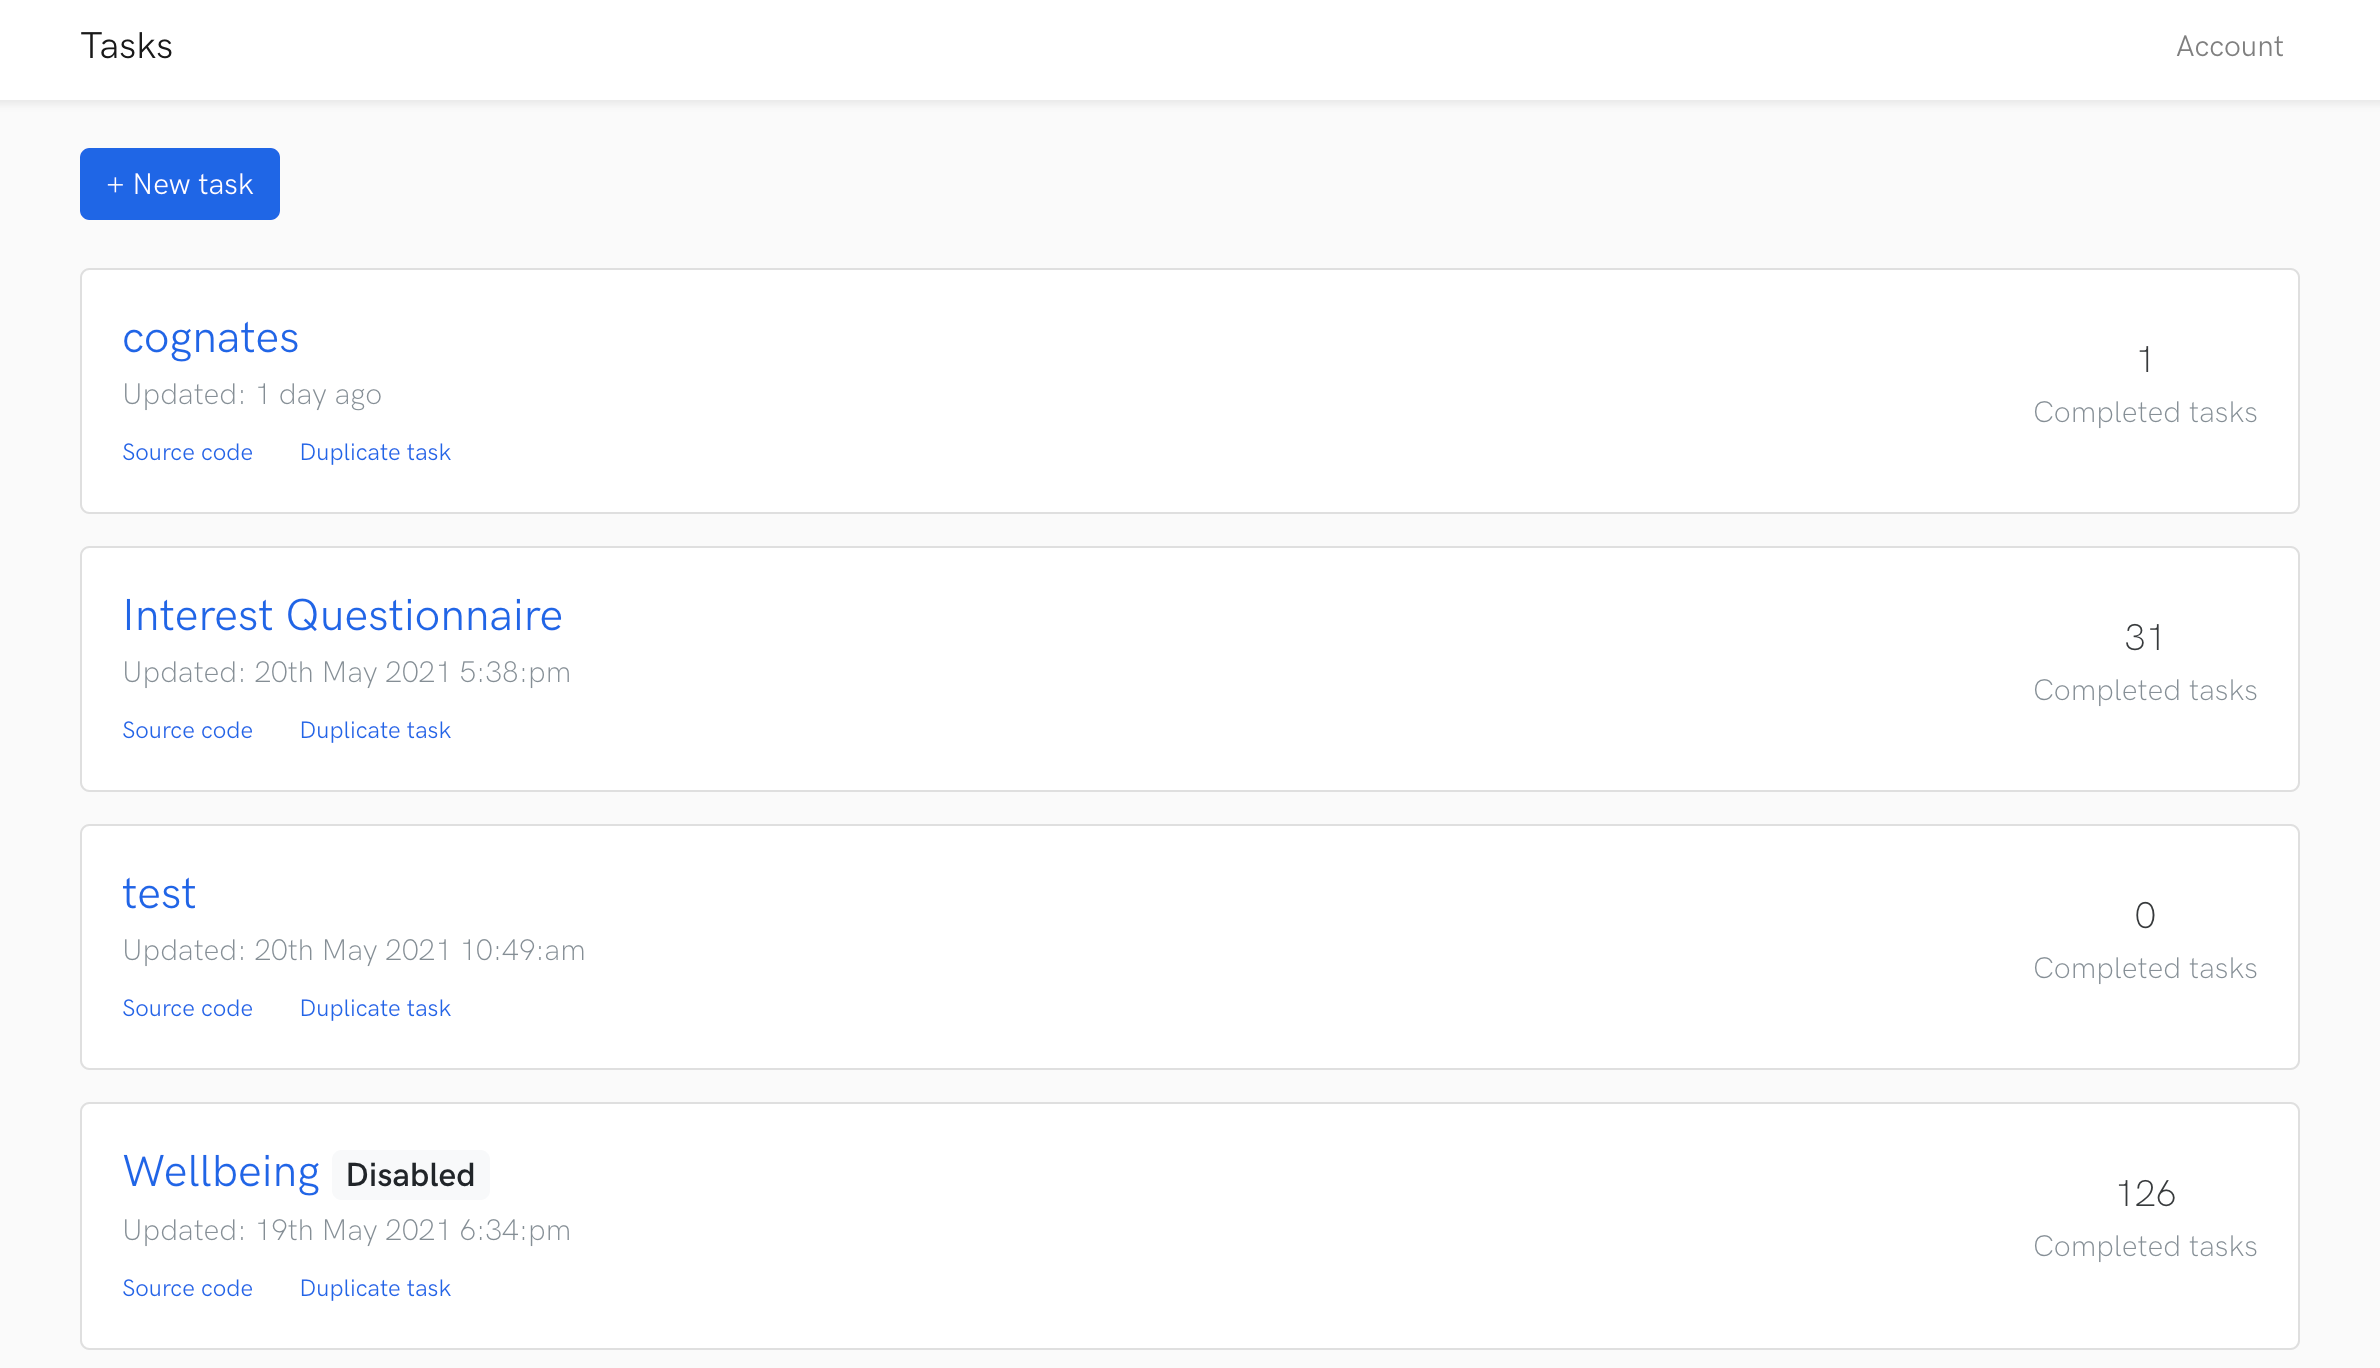 Tasks
Account
+ New task
cognates
Updated: 1 day ago
Source code Duplicate task
1
Completed tasks
Interest Questionnaire
Updated: 20th May 2021 5:38:pm
Source code Duplicate task
31
Completed tasks
test
Updated: 20th May 2021 10:49:am
Source code Duplicate task
0
Completed tasks
Wellbeing Disabled
Updated: 19th May 2021 6:34:pm
Source code Duplicate task
126
Completed tasks